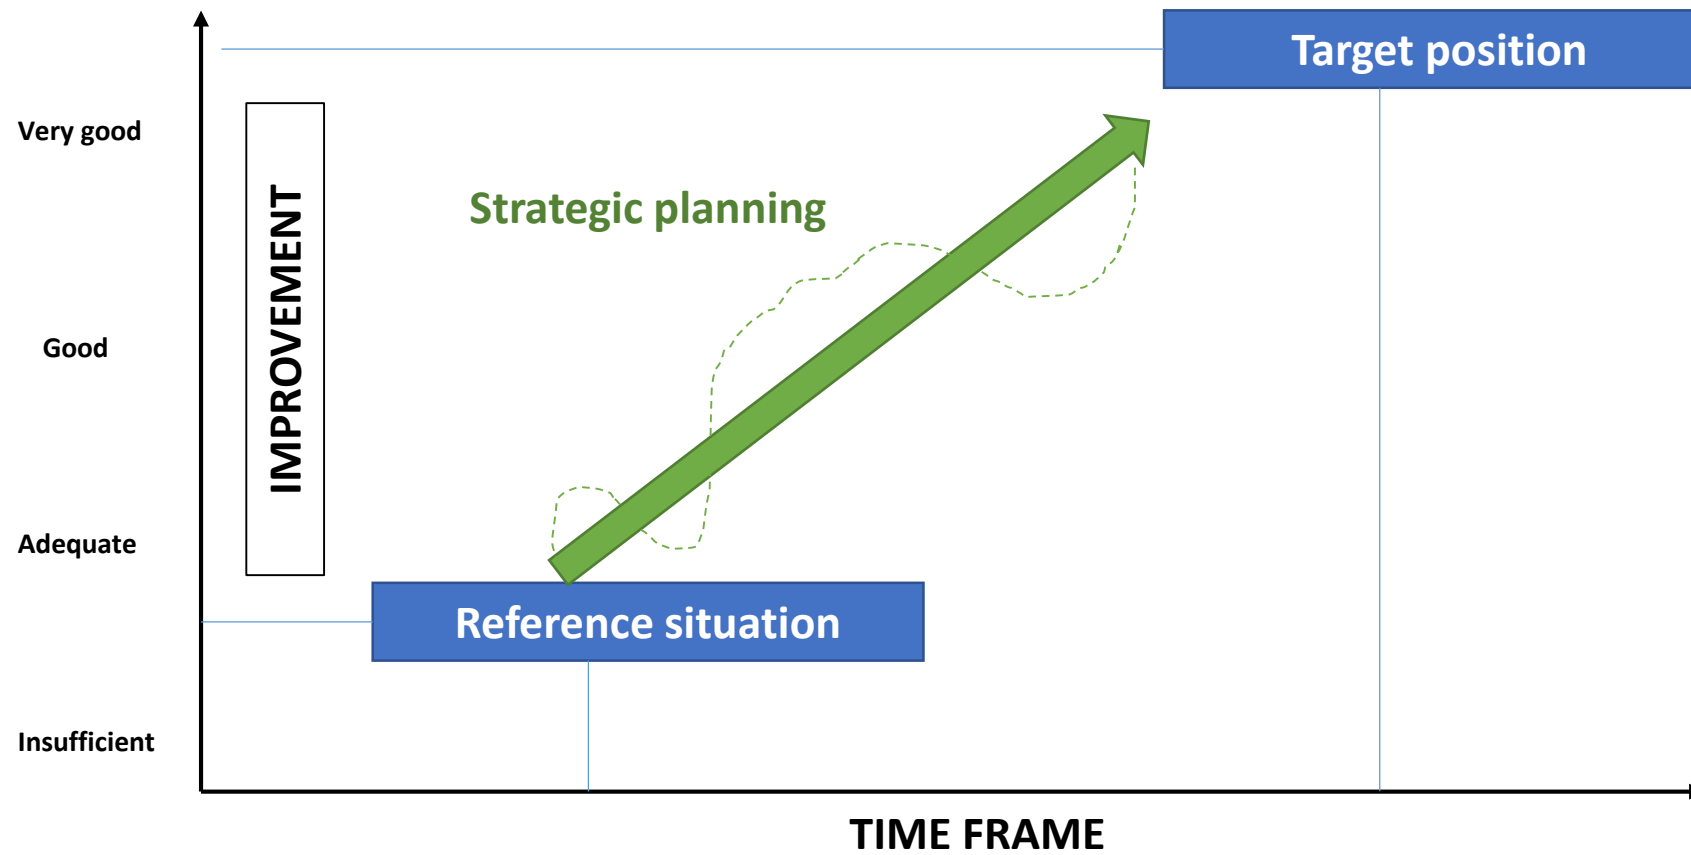 Target position
Very good
Strategic planning
IMPROVEMENT
Good
Adequate
Reference situation
Insufficient
TIME FRAME